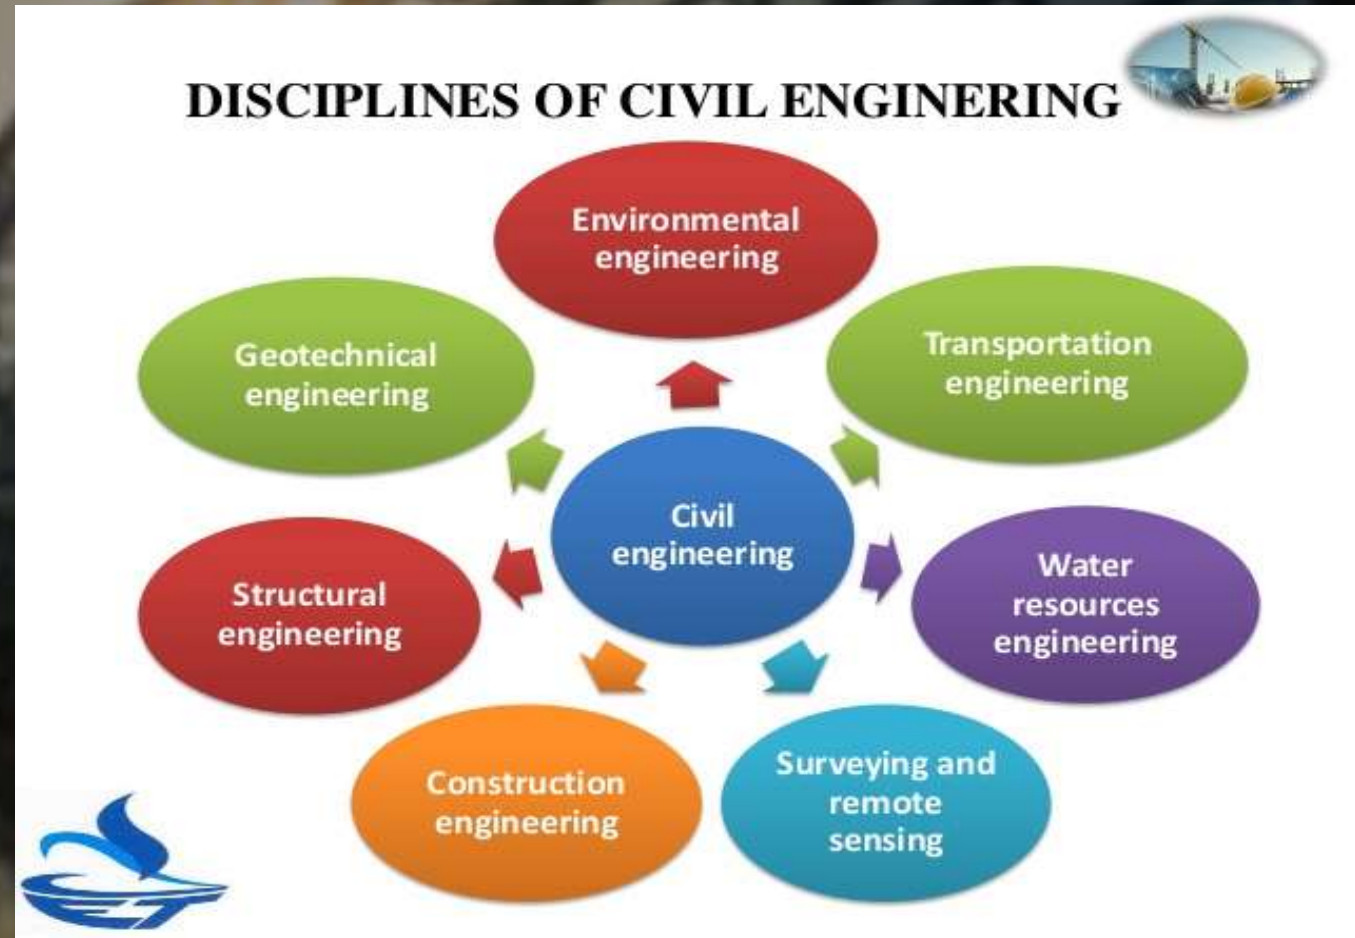 DISCIPLINES OF CIVIL ENGINERING
Environmental
engineering
Geotechnical
engineering
Transportation
engineering
Civil
engineering
Structural
engineering
Water
resources
engineering
Construction
engineering
Surveying and
remote
sensing